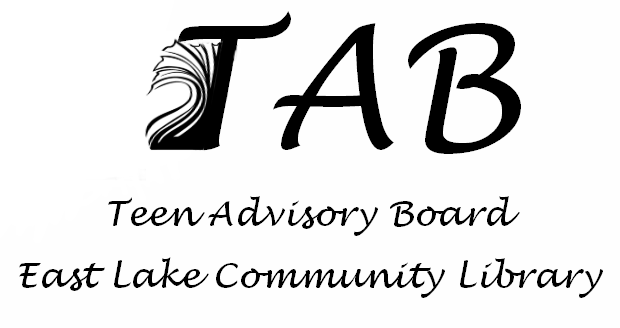 TAB
Teen Advisory Board
East Lake Community Library